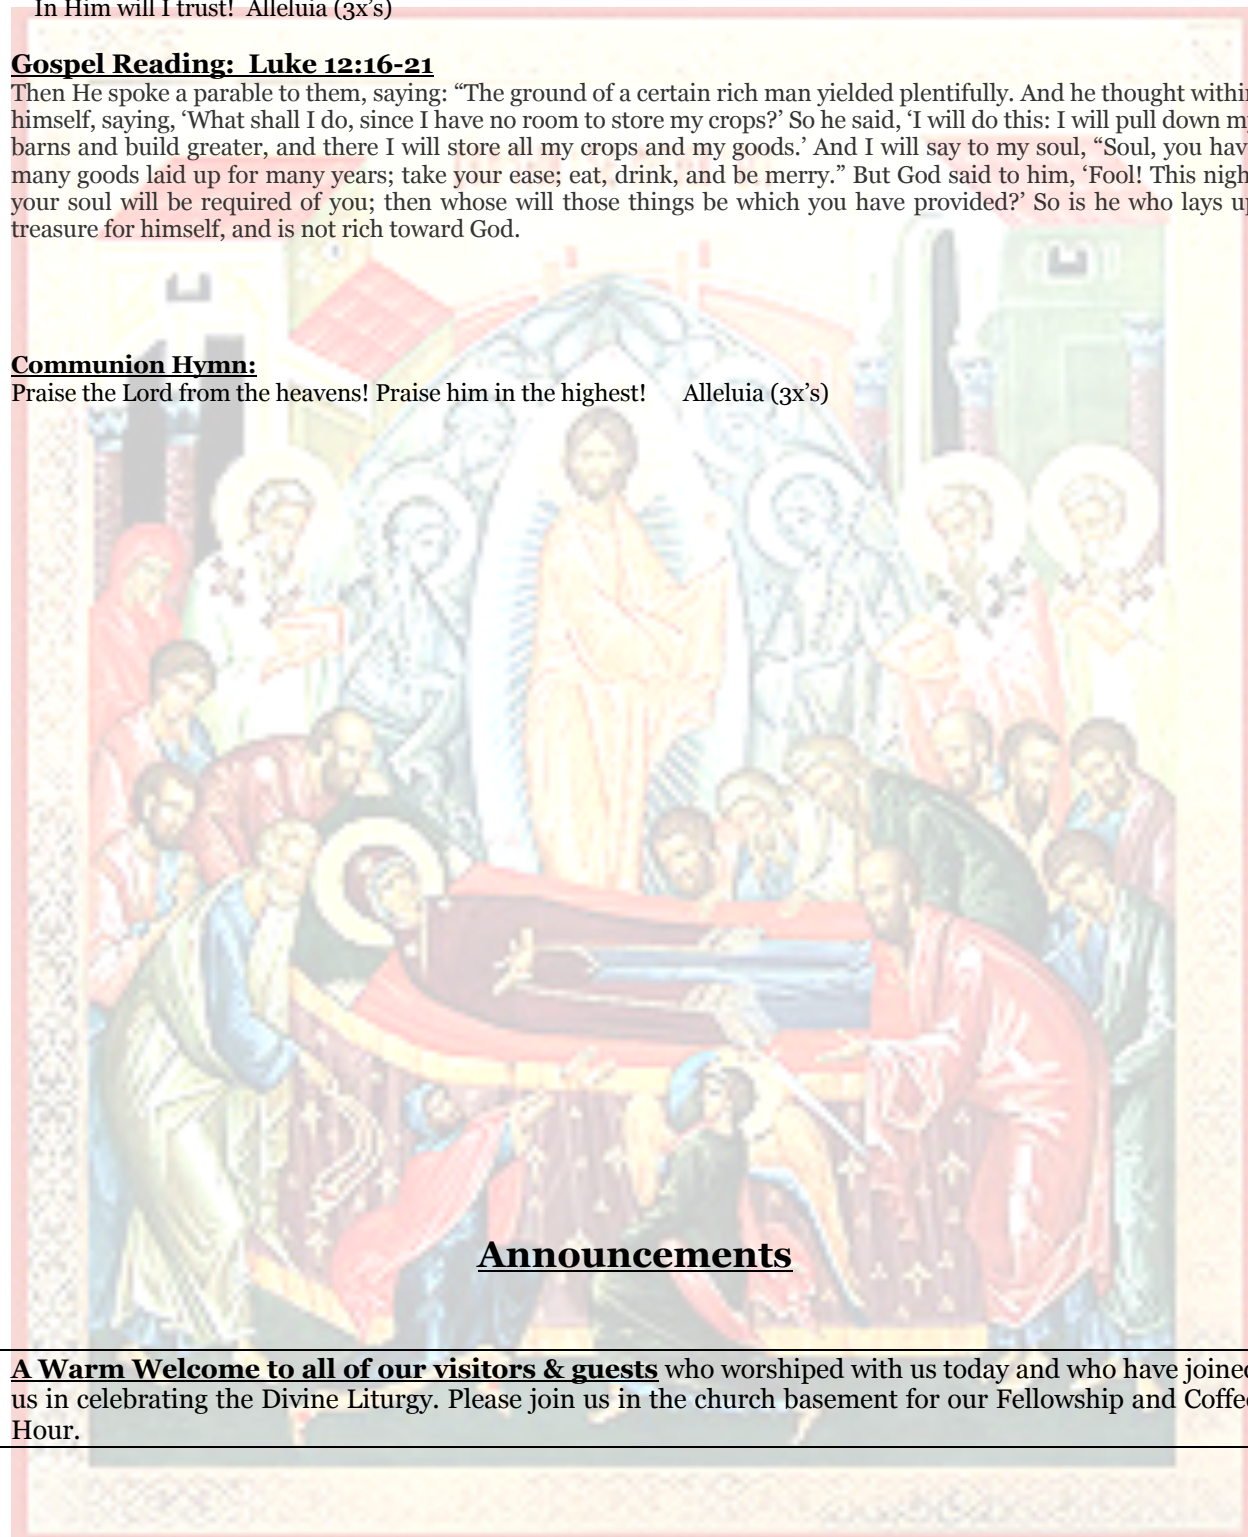 In Him will I trust!  Alleluia (3x’s)
Gospel Reading:  Luke 12:16-21
Then He spoke a parable to them, saying: “The ground of a certain rich man yielded plentifully. And he thought within
himself, saying, ‘What shall I do, since I have no room to store my crops?’ So he said, ‘I will do this: I will pull down m
barns and build greater, and there I will store all my crops and my goods.’ And I will say to my soul, “Soul, you hav
many goods laid up for many years; take your ease; eat, drink, and be merry.” But God said to him, ‘Fool! This nigh
your soul will be required of you; then whose will those things be which you have provided?’ So is he who lays up
treasure for himself, and is not rich toward God.
Communion Hymn:
Praise the Lord from the heavens! Praise him in the highest!     Alleluia (3x’s)
Announcements
A Warm Welcome to all of our visitors & guests who worshiped with us today and who have joined
us in celebrating the Divine Liturgy. Please join us in the church basement for our Fellowship and Coffee
Hour.